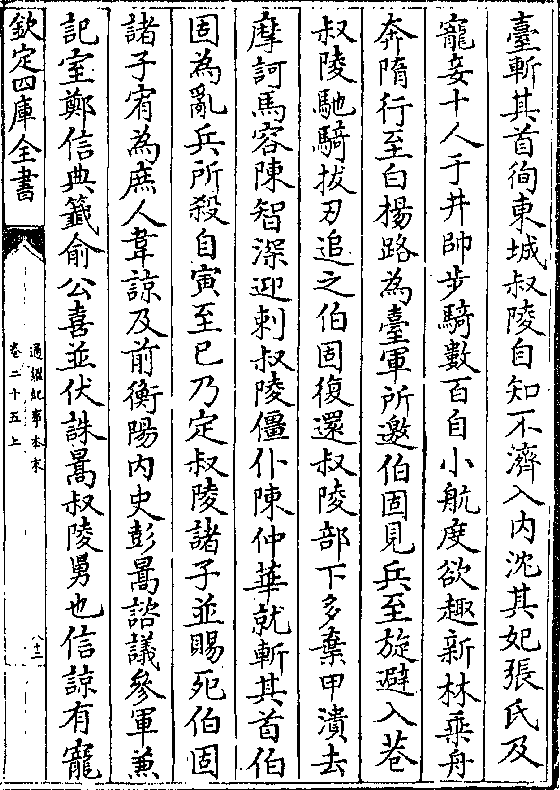 臺斬其首徇東城叔陵自知不濟入内沈其妃張氏及
寵妾十人于井帥步騎數百自小航度欲趣新林乗舟
奔隋行至白楊路為臺軍所邀伯固見兵至旋避入巷
叔陵馳騎拔刃追之伯固復還叔陵部下多棄甲潰去
摩訶馬容陳智深迎刺叔陵僵仆陳仲華就斬其首伯
固為亂兵所殺自寅至巳乃定叔陵諸子並賜死伯固
諸子宥為庶人韋諒及前衡陽内史彭暠諮議參軍兼
記室鄭信典籤俞公喜並伏誅暠叔陵舅也信諒有寵
欽定四庫全書
通鑑紀事本末
卷二十五上
八十二